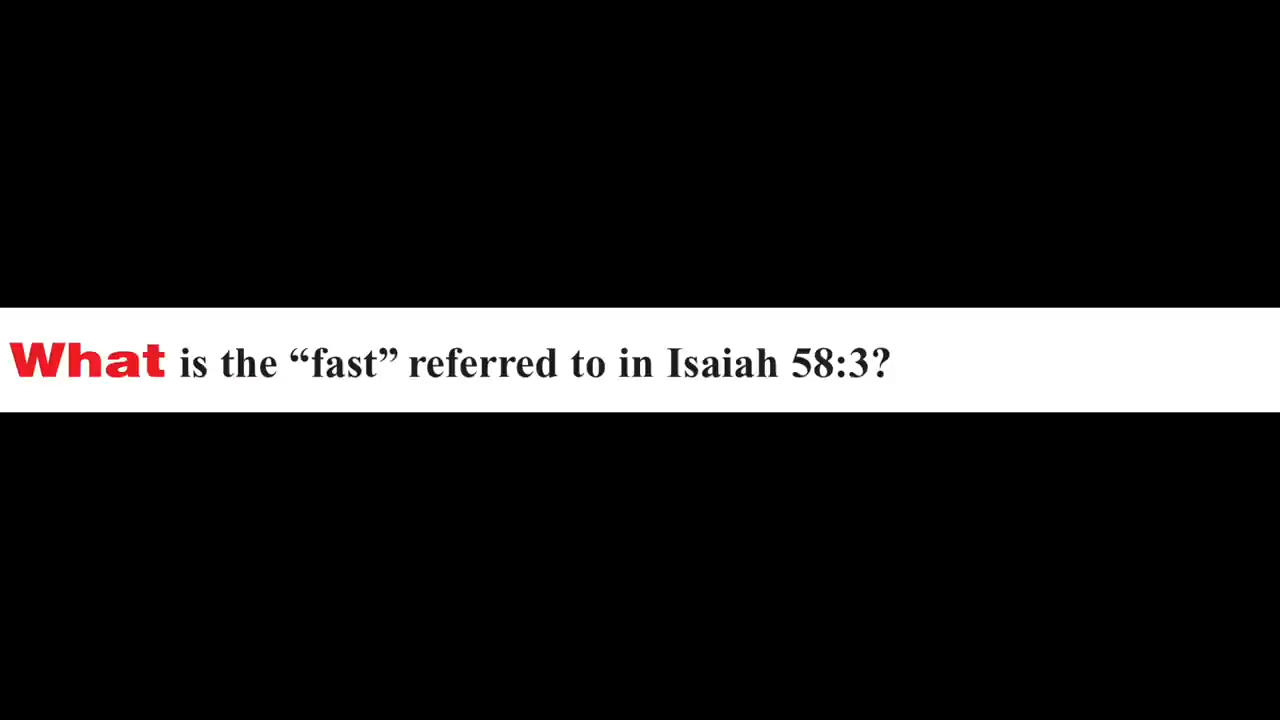 What is the “fast” referred to in Isaiah 58:3?